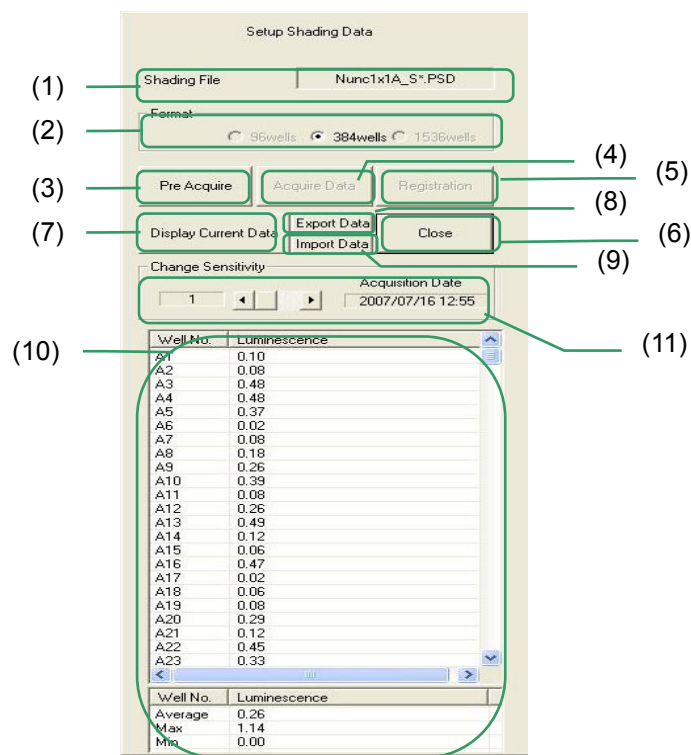 Setup Shading Data
(1) Shading File Nunc1x1A_S*.PSD
(2) Format
96wells 384wells 1536wells
(3) Pre Acquire Acquire Data Registration (4) (5)
(7) Display Current Data Export Data Close (8) (6)
Import Data (9)
Change Sensitivity
Acquisition Date
1 2007/07/16 12:55 (11)
(10) Well No. Luminescence
A1 0.10
A2 0.08
A3 0.48
A4 0.48
A5 0.37
A6 0.02
A7 0.08
A8 0.18
A9 0.26
A10 0.39
A11 0.08
A12 0.26
A13 0.49
A14 0.12
A15 0.06
A16 0.47
A17 0.02
A18 0.06
A19 0.08
A20 0.29
A21 0.12
A22 0.45
A23 0.33
Well No. Luminescence
Average 0.26
Max 1.14
Min 0.00